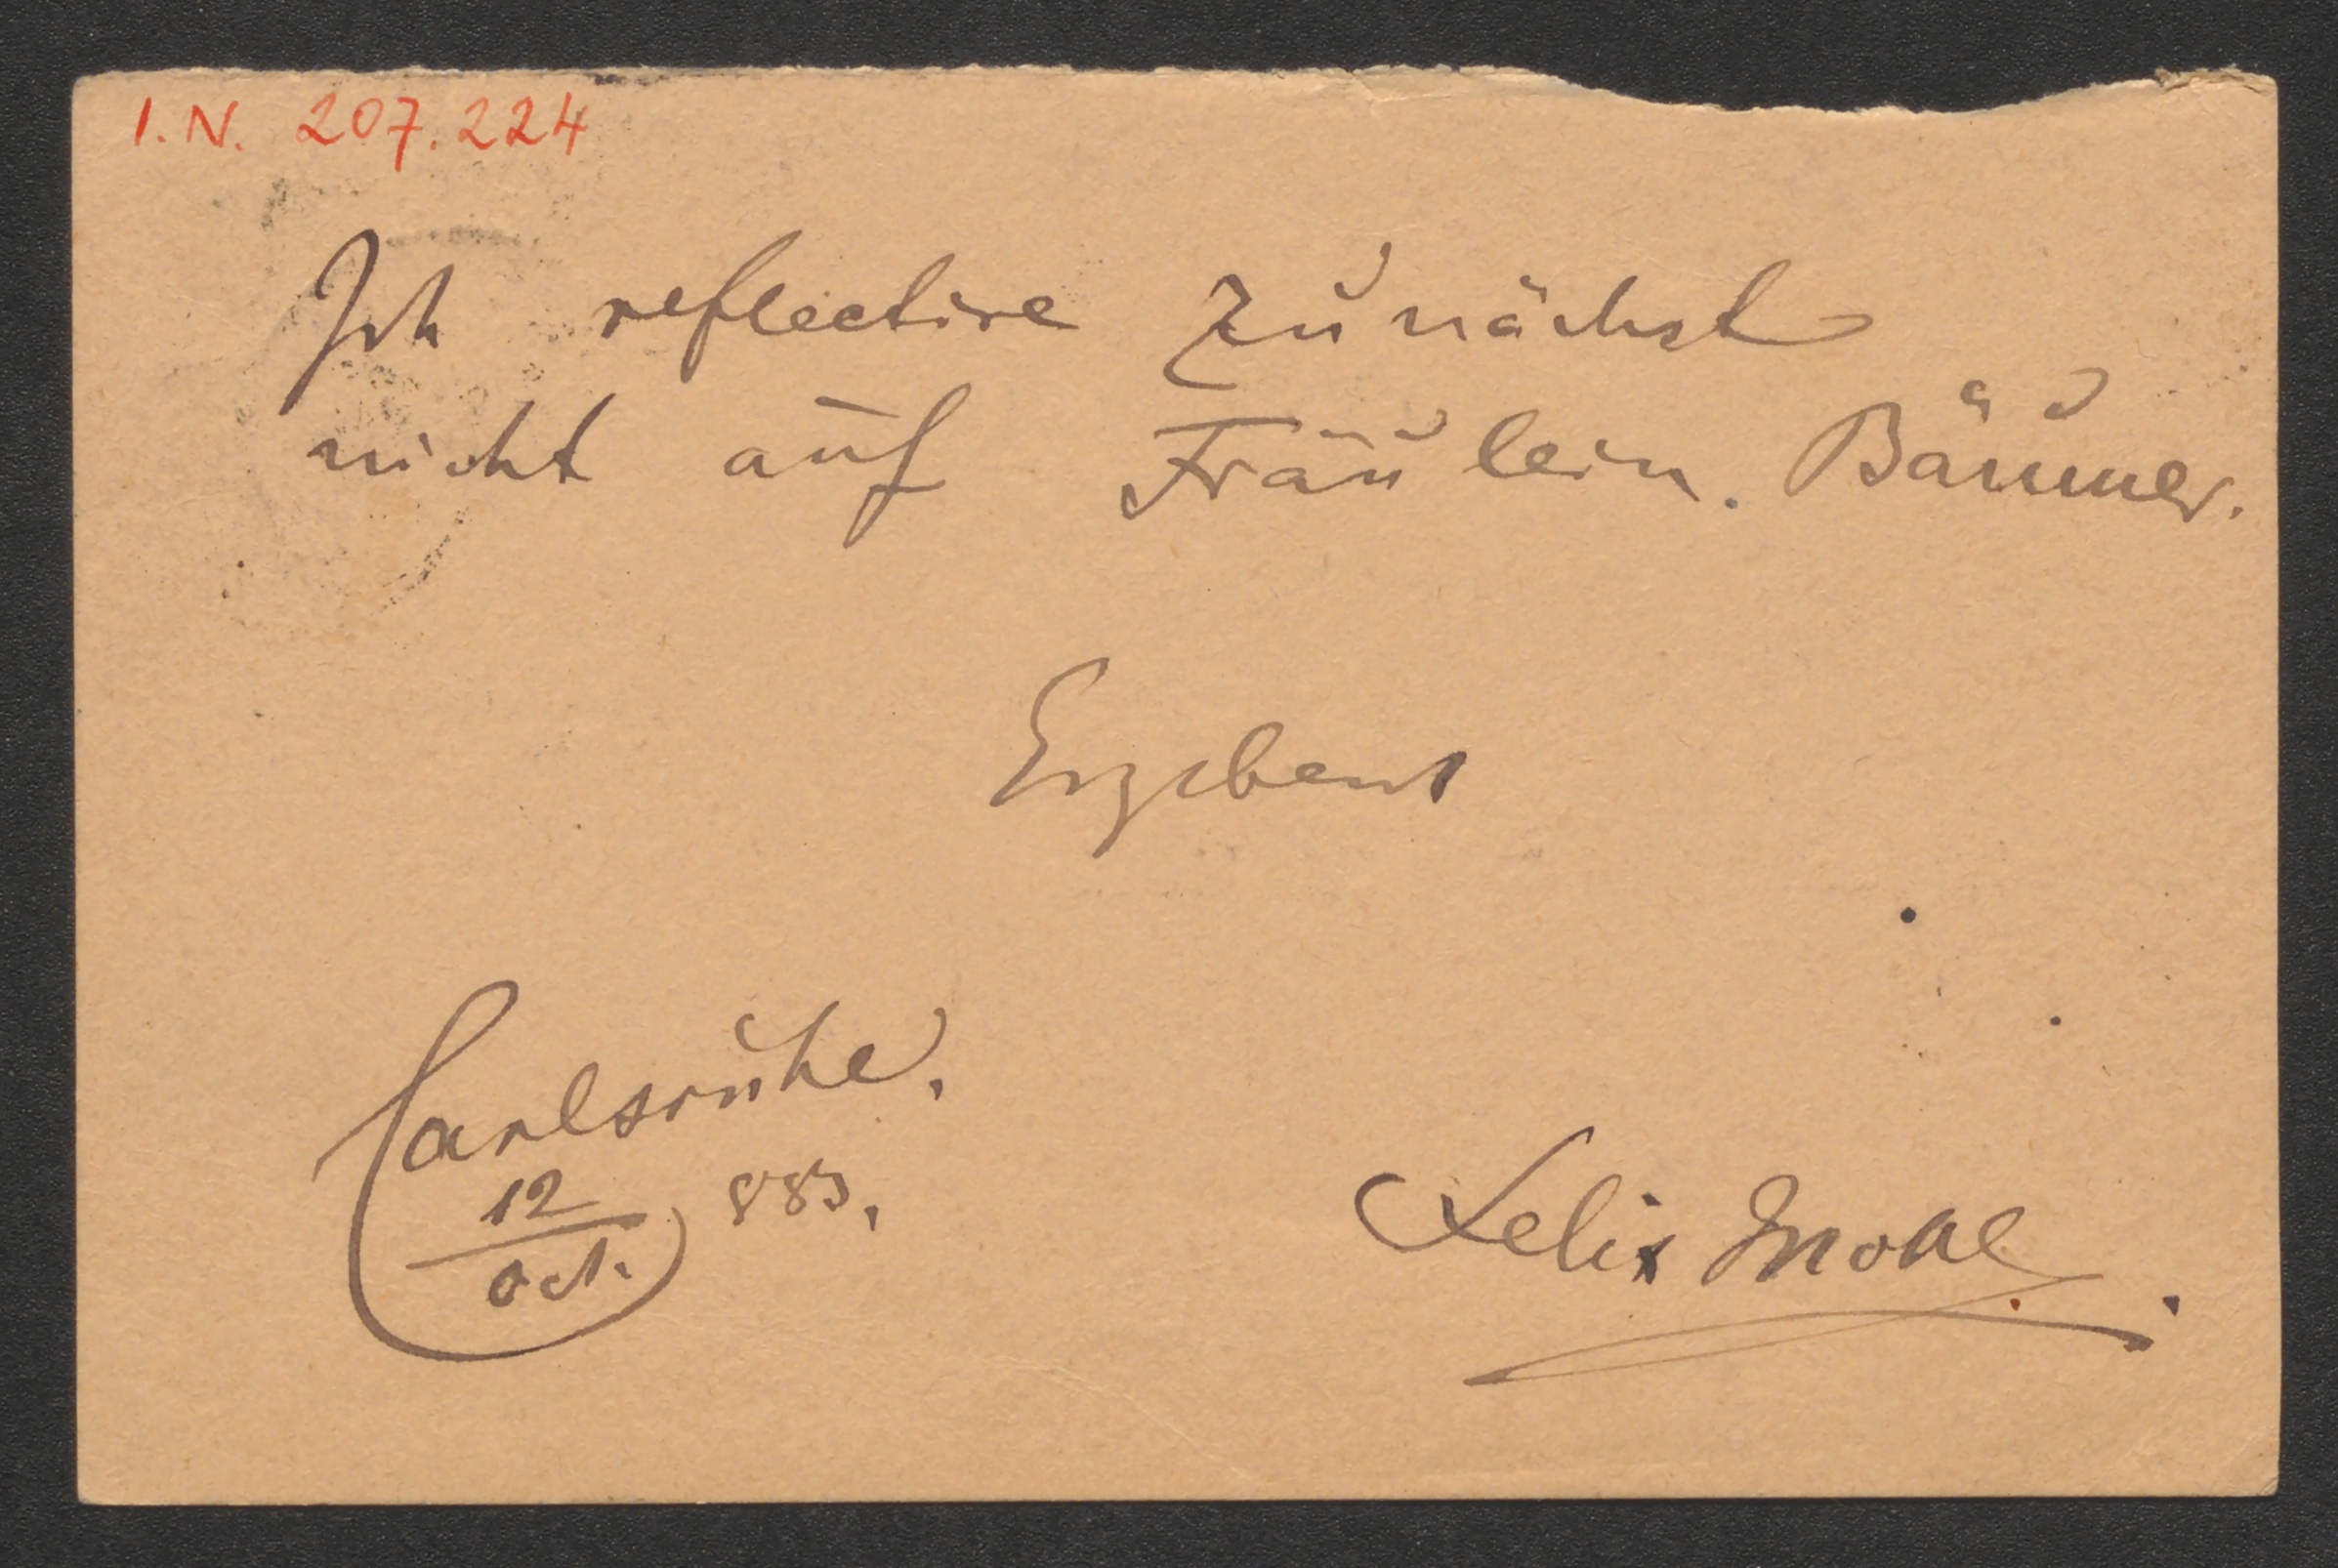 I.N. 207.224
Ich reflectire zunächst
nicht auf Fräulein. Bäumer.
Ergebenst
Carlsruhe.
12
Oct. 883.
Felix Mottl.